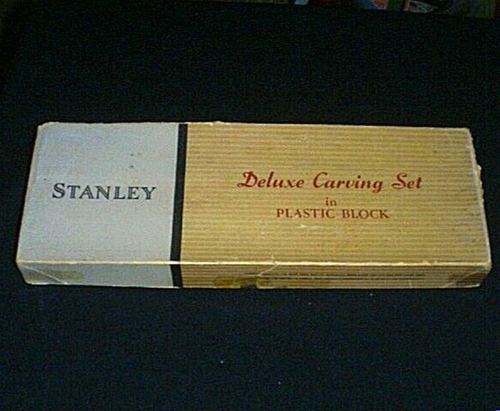 STANLEY
Deluxe Carving Set
in
PLASTIC BLOCK